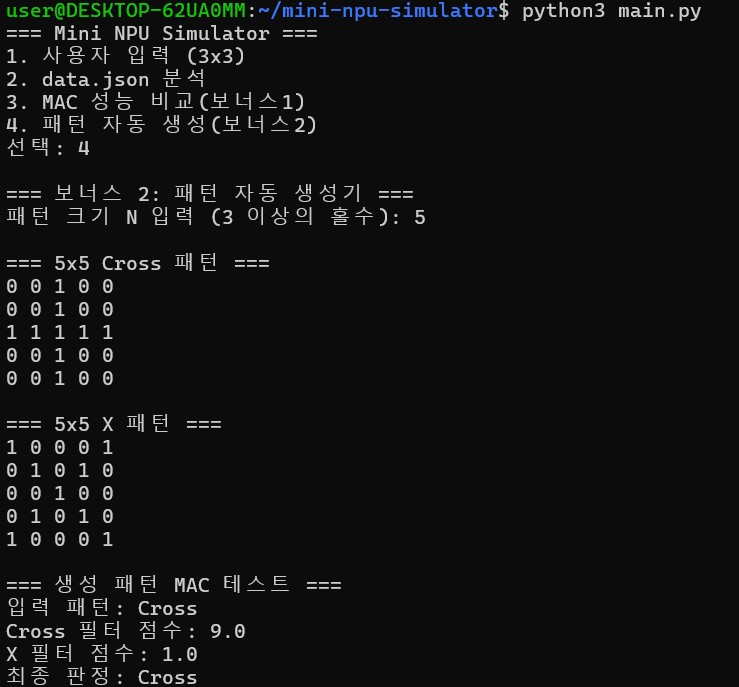 user@DESKTOP-62UA0MM:~/mini-npu-simulator$ python3 main.py
=== Mini NPU Simulator ===
1. 사용자 입력 (3x3)
2. data.json 분석
3. MAC 성능 비교(보너스1)
4. 패턴 자동 생성(보너스2)
선택: 4

=== 보너스 2: 패턴 자동 생성기 ===
패턴 크기 N 입력 (3 이상의 홀수): 5

=== 5x5 Cross 패턴 ===
0 0 1 0 0
0 0 1 0 0
1 1 1 1 1
0 0 1 0 0
0 0 1 0 0

=== 5x5 X 패턴 ===
1 0 0 0 1
0 1 0 1 0
0 0 1 0 0
0 1 0 1 0
1 0 0 0 1

=== 생성 패턴 MAC 테스트 ===
입력 패턴: Cross
Cross 필터 점수: 9.0
X 필터 점수: 1.0
최종 판정: Cross